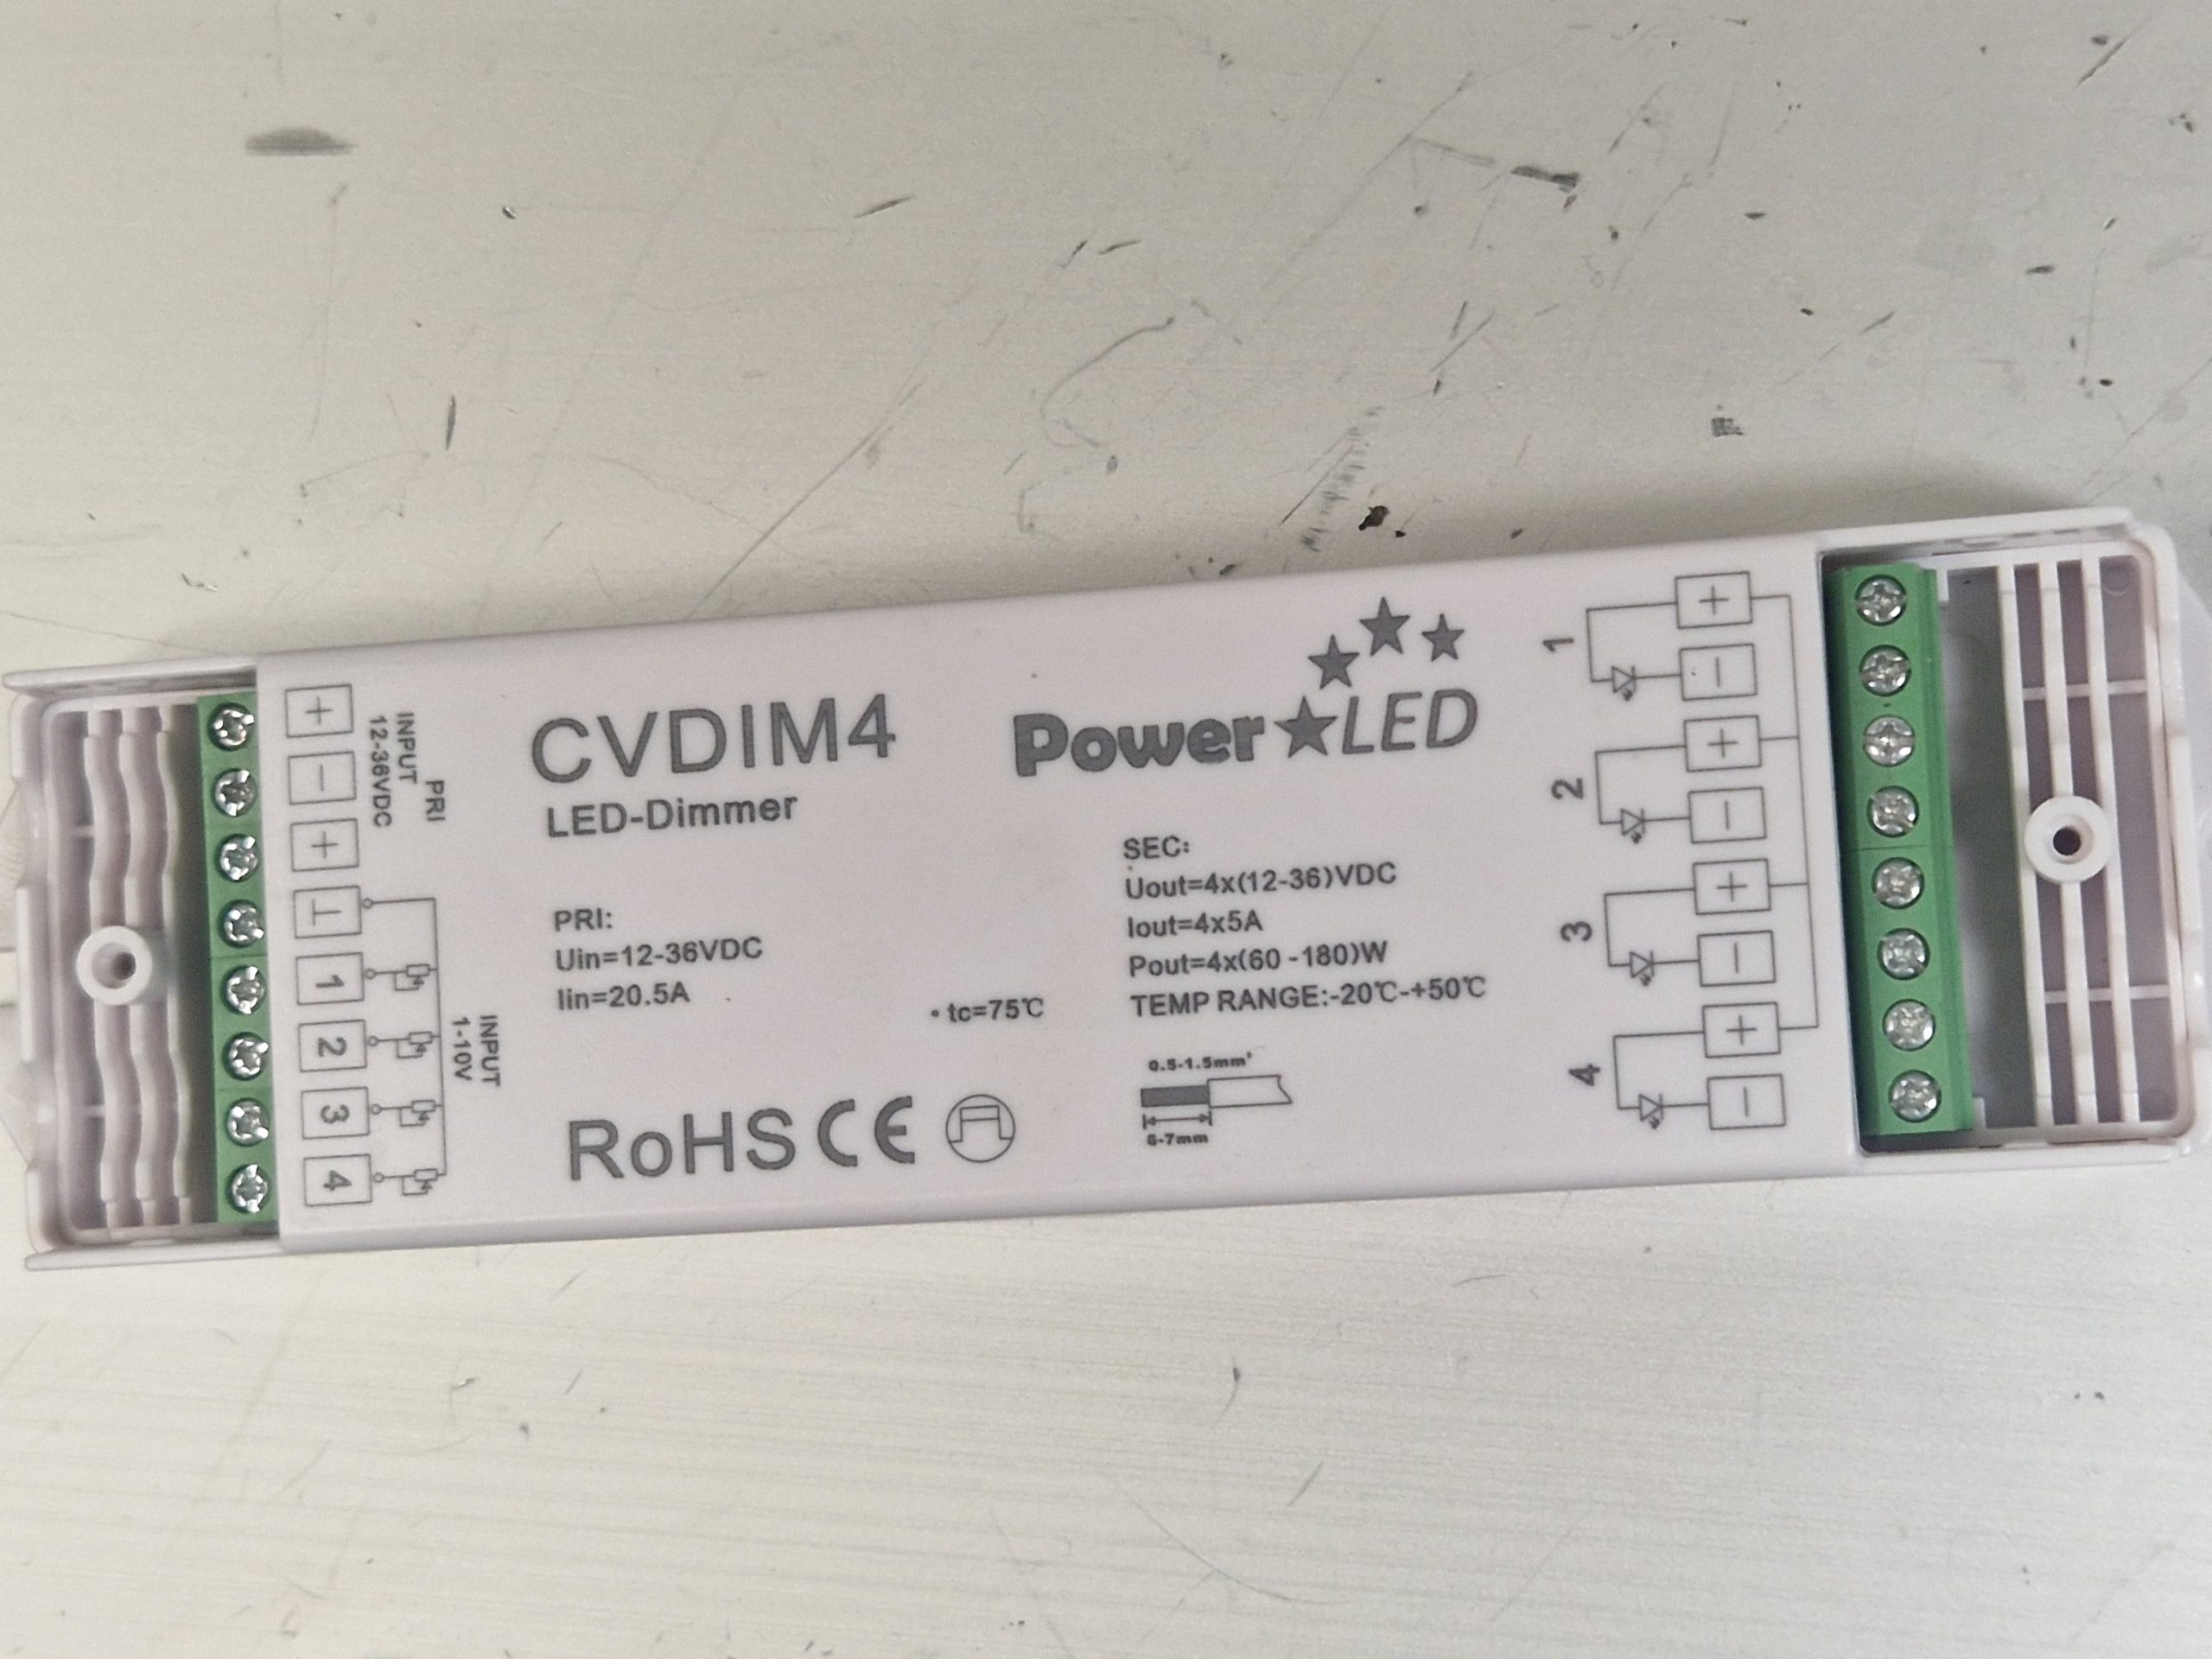 +
−
+
⊥
1
2
3
4
PRI
INPUT
12-36VDC
INPUT
1-10V
CVDIM4
LED-Dimmer
PRI:
Uin=12-36VDC
Iin=20.5A
• tc=75℃
RoHS CE
Power★LED
SEC:
Uout=4x(12-36)VDC
Iout=4x5A
Pout=4x(60-180)W
TEMP RANGE:-20℃-+50℃
0.5-1.5mm²
6-7mm
1
+
−
2
+
−
3
+
−
4
+
−